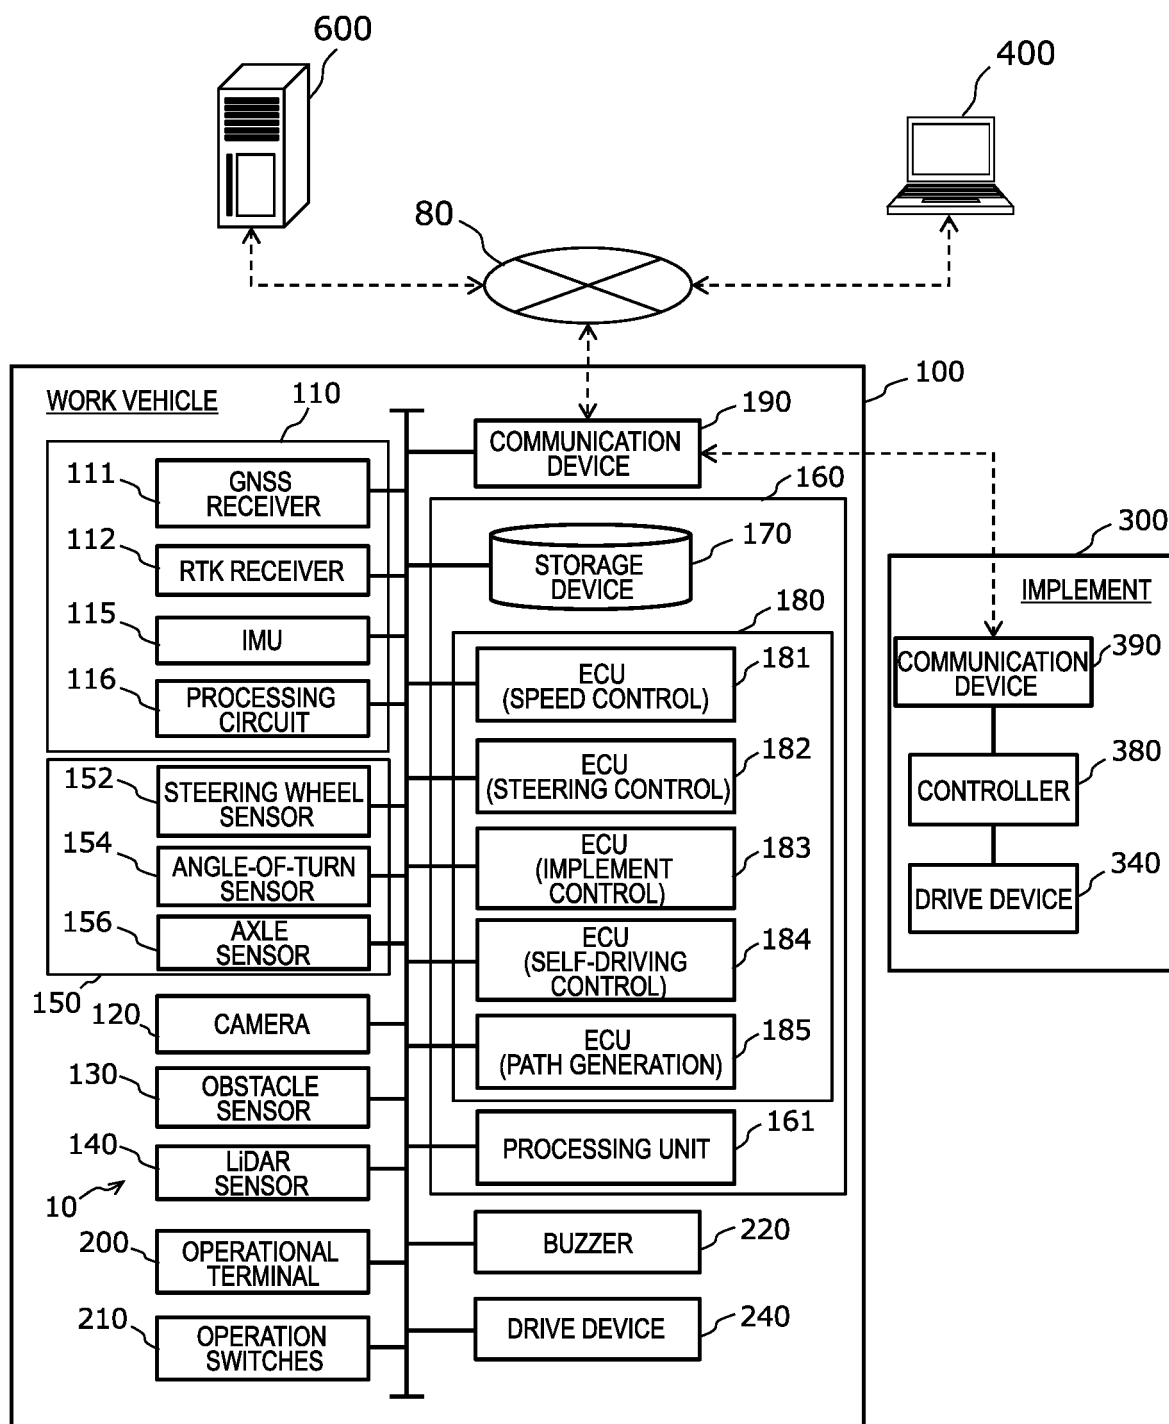 600
400
80
100
WORK VEHICLE
110
190
COMMUNICATION
DEVICE
111
GNSS
RECEIVER
160
112
RTK RECEIVER
170
STORAGE
DEVICE
300
IMPLEMENT
115
IMU
180
390
COMMUNICATION
DEVICE
116
PROCESSING
CIRCUIT
181
ECU
(SPEED CONTROL)
152
STEERING WHEEL
SENSOR
182
ECU
(STEERING CONTROL)
380
CONTROLLER
154
ANGLE-OF-TURN
SENSOR
183
ECU
(IMPLEMENT
CONTROL)
340
DRIVE DEVICE
156
AXLE
SENSOR
184
ECU
(SELF-DRIVING
CONTROL)
150
120
CAMERA
185
ECU
(PATH GENERATION)
130
OBSTACLE
SENSOR
161
PROCESSING UNIT
140
LiDAR
SENSOR
10
200
OPERATIONAL
TERMINAL
220
BUZZER
210
OPERATION
SWITCHES
240
DRIVE DEVICE